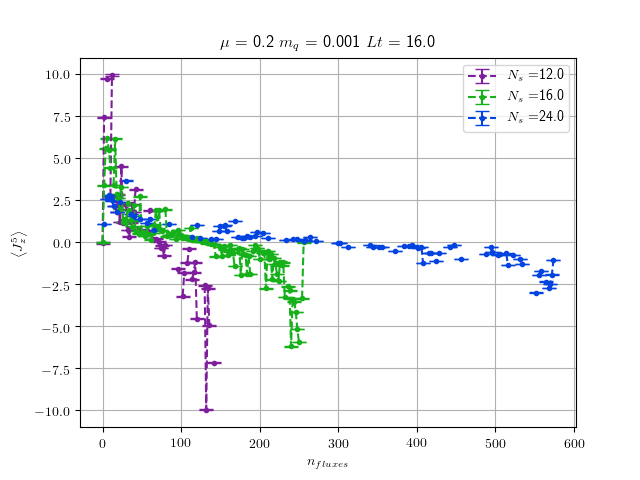 μ = 0.2 m_q = 0.001 Lt = 16.0
N_s =12.0
N_s =16.0
N_s =24.0
⟨J_z^5⟩
10.0
7.5
5.0
2.5
0.0
−2.5
−5.0
−7.5
−10.0
0 100 200 300 400 500 600
n_{fluxes}